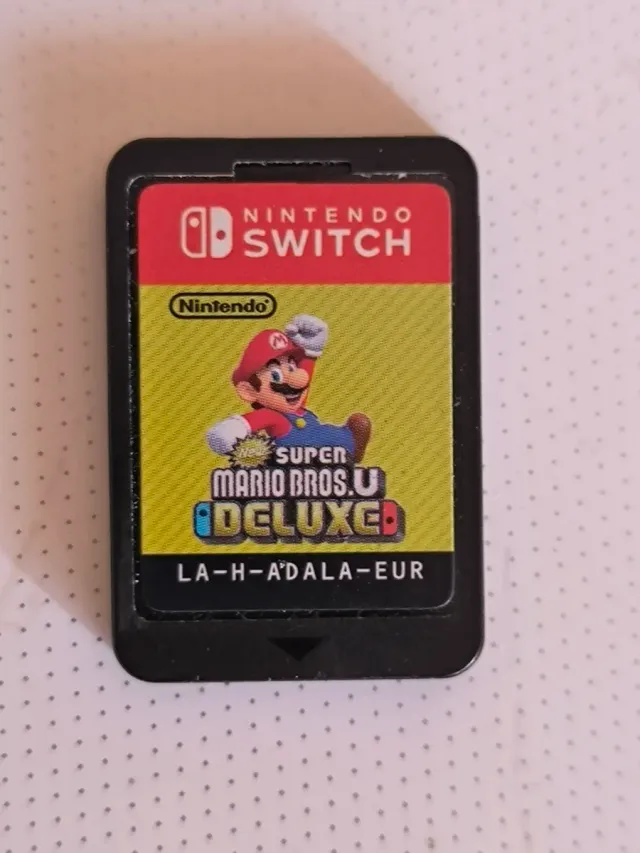 NINTENDO
SWITCH
Nintendo
New
SUPER
MARIO BROS. U
DELUXE
LA-H-ADALA-EUR